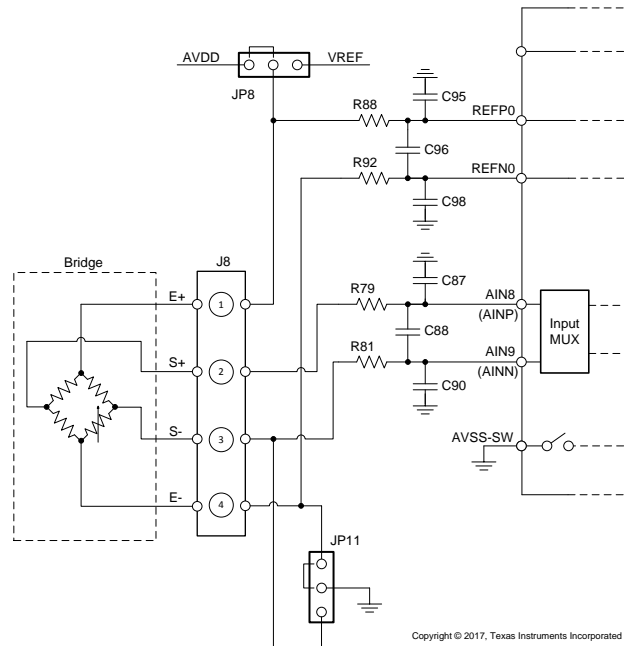 AVDD
VREF
JP8
C95
R88
REFP0
C96
R92
REFN0
C98
Bridge
J8
C87
E+
1
R79
AIN8
(AINP)
C88
Input
MUX
S+
2
R81
AIN9
(AINN)
C90
S-
3
AVSS-SW
E-
4
JP11
Copyright © 2017, Texas Instruments Incorporated